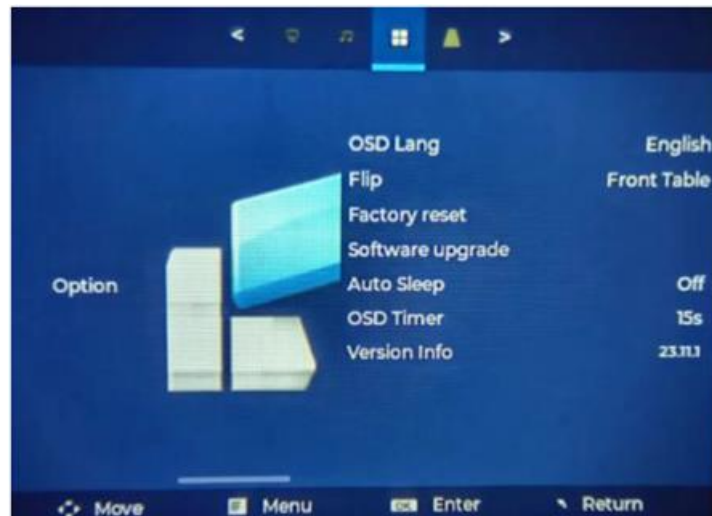 OSD Lang English
Flip Front Table
Factory reset
Software upgrade
Option
Auto Sleep Off
OSD Timer 15s
Version Info 23.11.1
Move Menu OK Enter Return